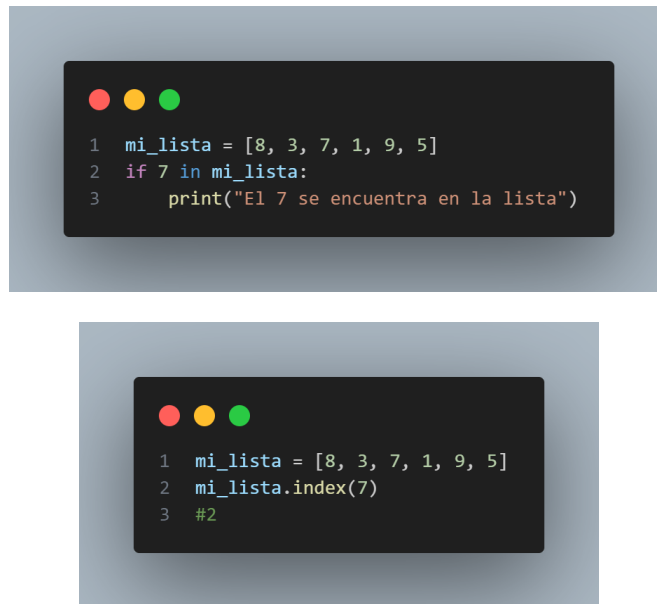 1 mi_lista = [8, 3, 7, 1, 9, 5]
2 if 7 in mi_lista:
3     print("El 7 se encuentra en la lista")
1 mi_lista = [8, 3, 7, 1, 9, 5]
2 mi_lista.index(7)
3 #2